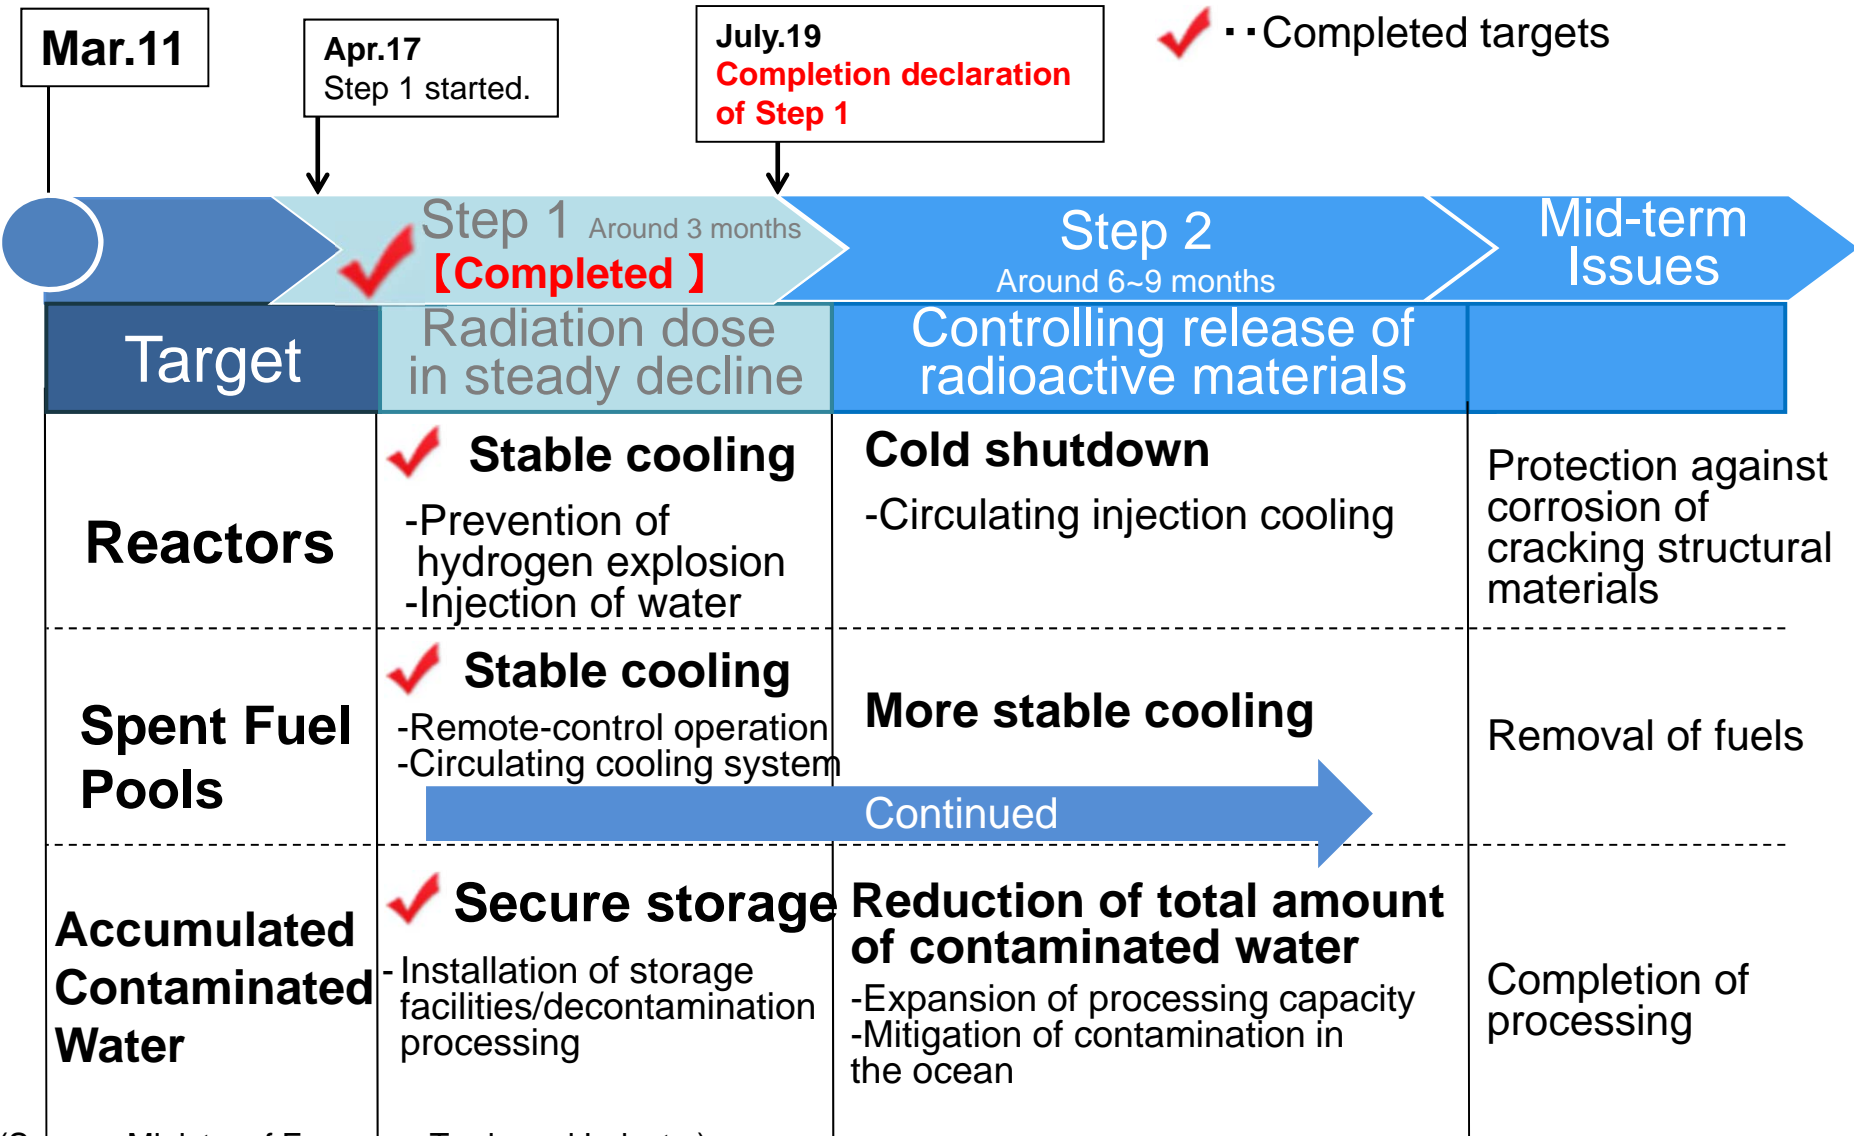 Mar.11
Apr.17
Step 1 started.
July.19
Completion declaration
of Step 1
・・Completed targets
Step 1 Around 3 months
【Completed 】
Step 2
Around 6~9 months
Mid-term
Issues
Target
Radiation dose
in steady decline
Controlling release of
radioactive materials
Reactors
Stable cooling
-Prevention of
hydrogen explosion
-Injection of water
Cold shutdown
-Circulating injection cooling
Protection against
corrosion of
cracking structural
materials
Spent Fuel
Pools
Stable cooling
-Remote-control operation
-Circulating cooling system
More stable cooling
Continued
Removal of fuels
Accumulated
Contaminated
Water
Secure storage
- Installation of storage
facilities/decontamination
processing
Reduction of total amount
of contaminated water
-Expansion of processing capacity
-Mitigation of contamination in
the ocean
Completion of
processing